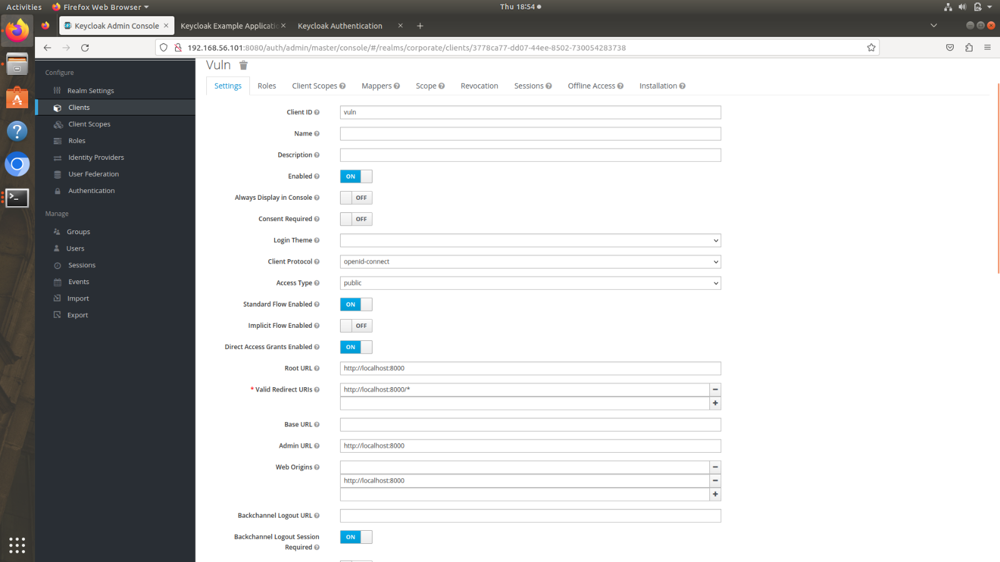 Activities Firefox Web Browser Thu 18:54
Keycloak Admin Console Keycloak Example Applicatio Keycloak Authentication
192.168.56.101:8080/auth/admin/master/console/#/realms/corporate/clients/3778ca77-dd07-44ee-8502-730054283738
Configure
Realm Settings
Clients
Client Scopes
Roles
Identity Providers
User Federation
Authentication
Manage
Groups
Users
Sessions
Events
Import
Export
Vuln
Settings Roles Client Scopes Mappers Scope Revocation Sessions Offline Access Installation
Client ID vuln
Name
Description
Enabled ON
Always Display in Console OFF
Consent Required OFF
Login Theme
Client Protocol openid-connect
Access Type public
Standard Flow Enabled ON
Implicit Flow Enabled OFF
Direct Access Grants Enabled ON
Root URL http://localhost:8000
* Valid Redirect URIs http://localhost:8000/*
Base URL
Admin URL http://localhost:8000
Web Origins
http://localhost:8000
Backchannel Logout URL
Backchannel Logout Session ON
Required